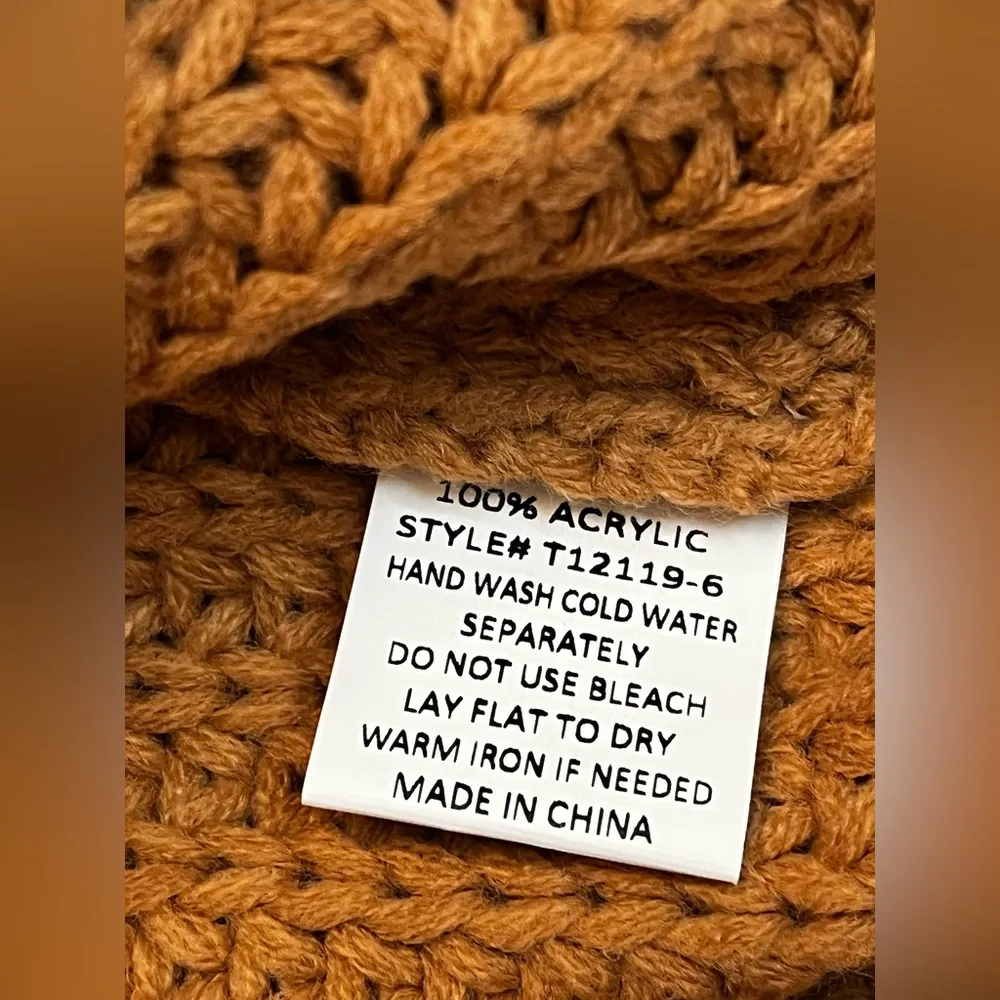 100% ACRYLIC
STYLE# T12119-6
HAND WASH COLD WATER
SEPARATELY
DO NOT USE BLEACH
LAY FLAT TO DRY
WARM IRON IF NEEDED
MADE IN CHINA